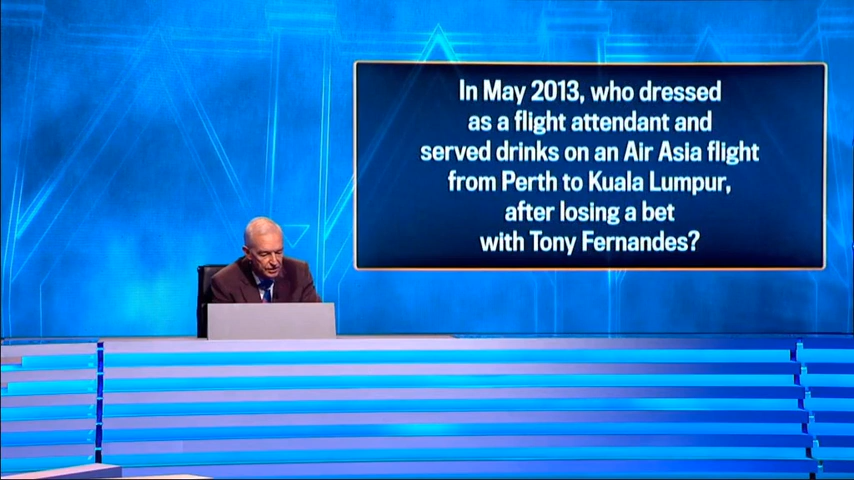 In May 2013, who dressed
as a flight attendant and
served drinks on an Air Asia flight
from Perth to Kuala Lumpur,
after losing a bet
with Tony Fernandes?